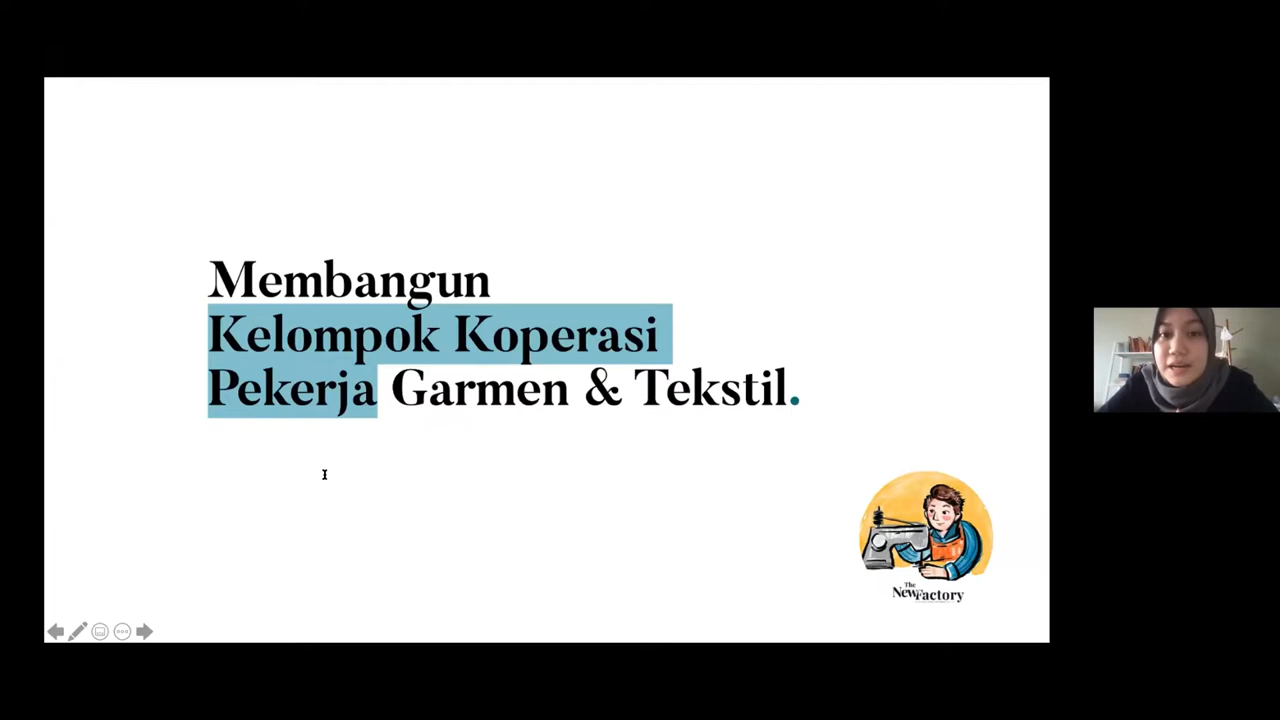 Membangun
Kelompok Koperasi
Pekerja Garmen & Tekstil.
The
New Factory